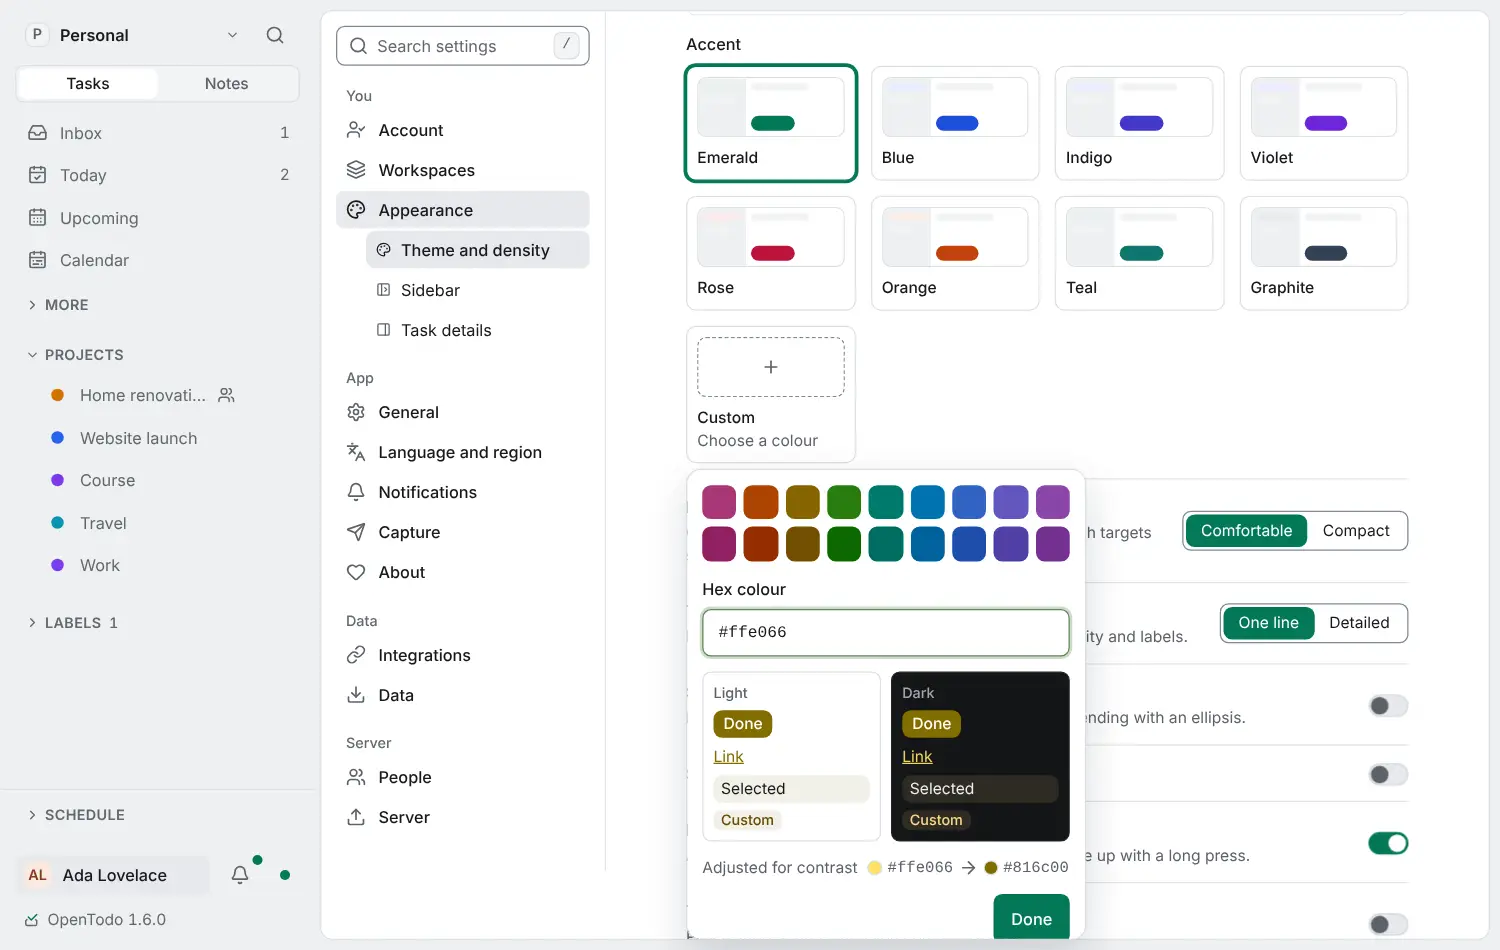 P Personal
Tasks Notes
Inbox 1
Today 2
Upcoming
Calendar
MORE
PROJECTS
Home renovati...
Website launch
Course
Travel
Work
LABELS 1
SCHEDULE
AL Ada Lovelace
OpenTodo 1.6.0
Search settings /
You
Account
Workspaces
Appearance
Theme and density
Sidebar
Task details
App
General
Language and region
Notifications
Capture
About
Data
Integrations
Data
Server
People
Server
Accent
Emerald Blue Indigo Violet
Rose Orange Teal Graphite
Custom
Choose a colour
Hex colour
#ffe066
Light
Done
Link
Selected
Custom
Dark
Done
Link
Selected
Custom
Adjusted for contrast #ffe066 → #816c00
Done
h targets
Comfortable Compact
ity and labels.
One line Detailed
ending with an ellipsis.
e up with a long press.